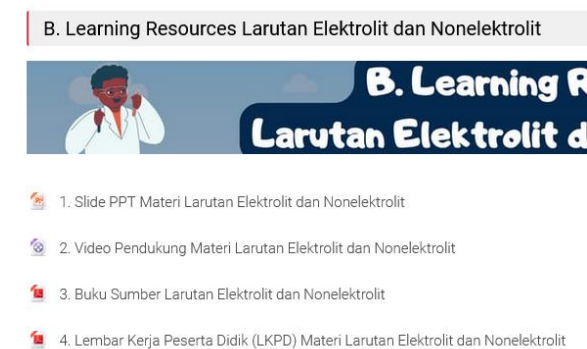 B. Learning Resources Larutan Elektrolit dan Nonelektrolit
B. Learning R
Larutan Elektrolit d
1. Slide PPT Materi Larutan Elektrolit dan Nonelektrolit
2. Video Pendukung Materi Larutan Elektrolit dan Nonelektrolit
3. Buku Sumber Larutan Elektrolit dan Nonelektrolit
4. Lembar Kerja Peserta Didik (LKPD) Materi Larutan Elektrolit dan Nonelektrolit